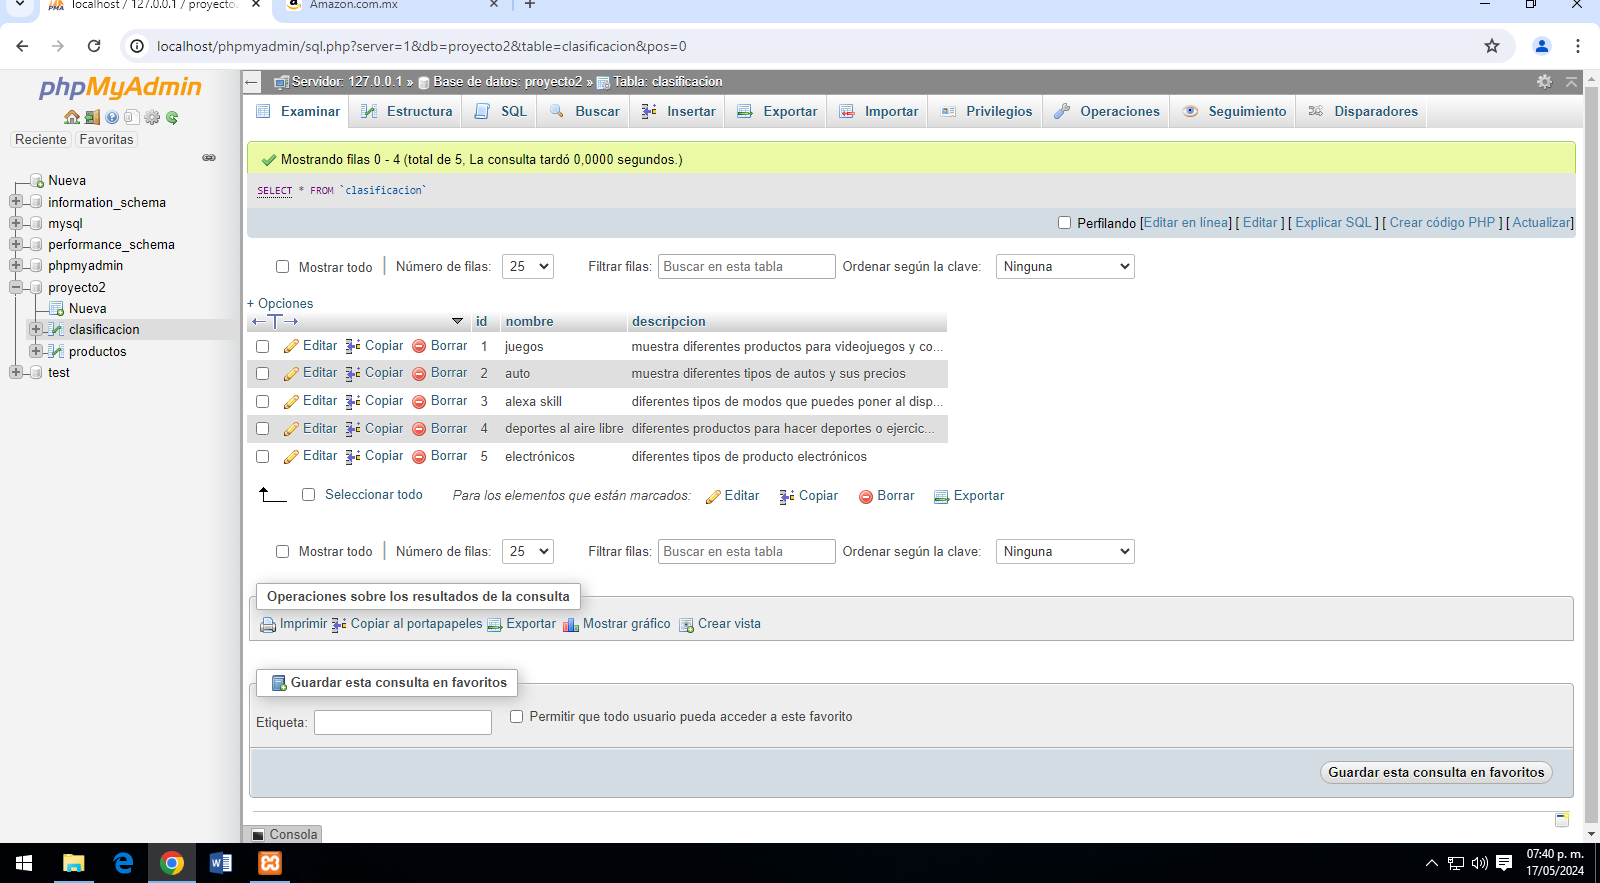 localhost / 127.0.0.1 / proyecto2
Amazon.com.mx
localhost/phpmyadmin/sql.php?server=1&db=proyecto2&table=clasificacion&pos=0
phpMyAdmin
Reciente Favoritas
Nueva
information_schema
mysql
performance_schema
phpmyadmin
proyecto2
Nueva
clasificacion
productos
test
Servidor: 127.0.0.1 » Base de datos: proyecto2 » Tabla: clasificacion
Examinar Estructura SQL Buscar Insertar Exportar Importar Privilegios Operaciones Seguimiento Disparadores
Mostrando filas 0 - 4 (total de 5, La consulta tardó 0,0000 segundos.)
SELECT * FROM `clasificacion`
Perfilando [Editar en línea] [ Editar ] [ Explicar SQL ] [ Crear código PHP ] [ Actualizar]
Mostrar todo | Número de filas: 25 Filtrar filas: Buscar en esta tabla Ordenar según la clave: Ninguna
+ Opciones
←T→ id nombre descripcion
Editar Copiar Borrar 1 juegos muestra diferentes productos para videojuegos y co...
Editar Copiar Borrar 2 auto muestra diferentes tipos de autos y sus precios
Editar Copiar Borrar 3 alexa skill diferentes tipos de modos que puedes poner al disp...
Editar Copiar Borrar 4 deportes al aire libre diferentes productos para hacer deportes o ejercic...
Editar Copiar Borrar 5 electrónicos diferentes tipos de producto electrónicos
Seleccionar todo Para los elementos que están marcados: Editar Copiar Borrar Exportar
Mostrar todo | Número de filas: 25 Filtrar filas: Buscar en esta tabla Ordenar según la clave: Ninguna
Operaciones sobre los resultados de la consulta
Imprimir Copiar al portapapeles Exportar Mostrar gráfico Crear vista
Guardar esta consulta en favoritos
Etiqueta: Permitir que todo usuario pueda acceder a este favorito
Guardar esta consulta en favoritos
Consola
07:40 p. m.
17/05/2024